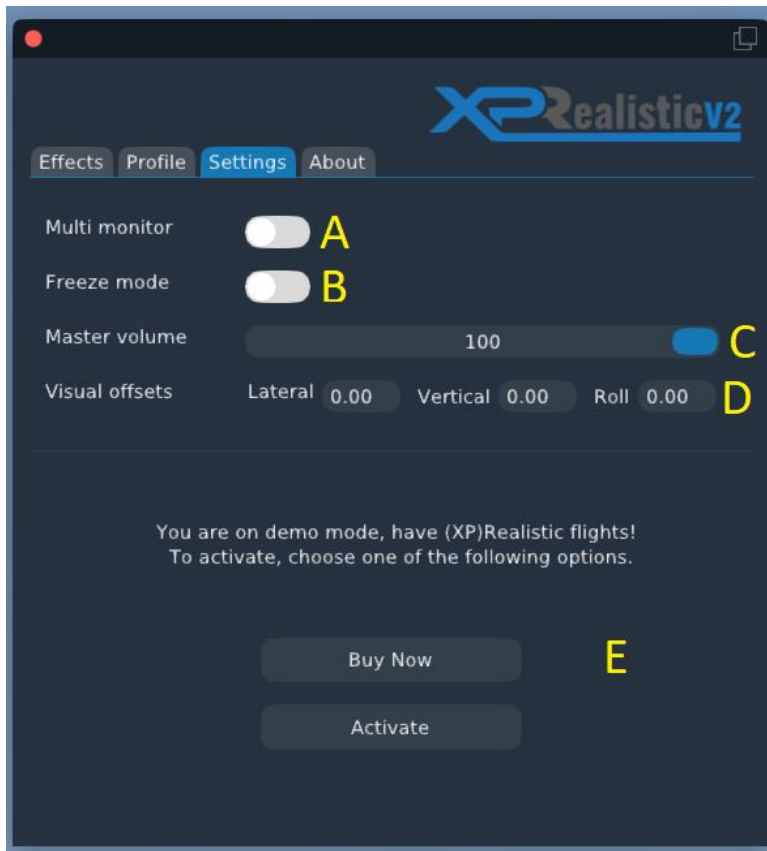 XPRealisticV2
Effects Profile Settings About
Multi monitor A
Freeze mode B
Master volume 100 C
Visual offsets Lateral 0.00 Vertical 0.00 Roll 0.00 D
You are on demo mode, have (XP)Realistic flights!
To activate, choose one of the following options.
Buy Now E
Activate